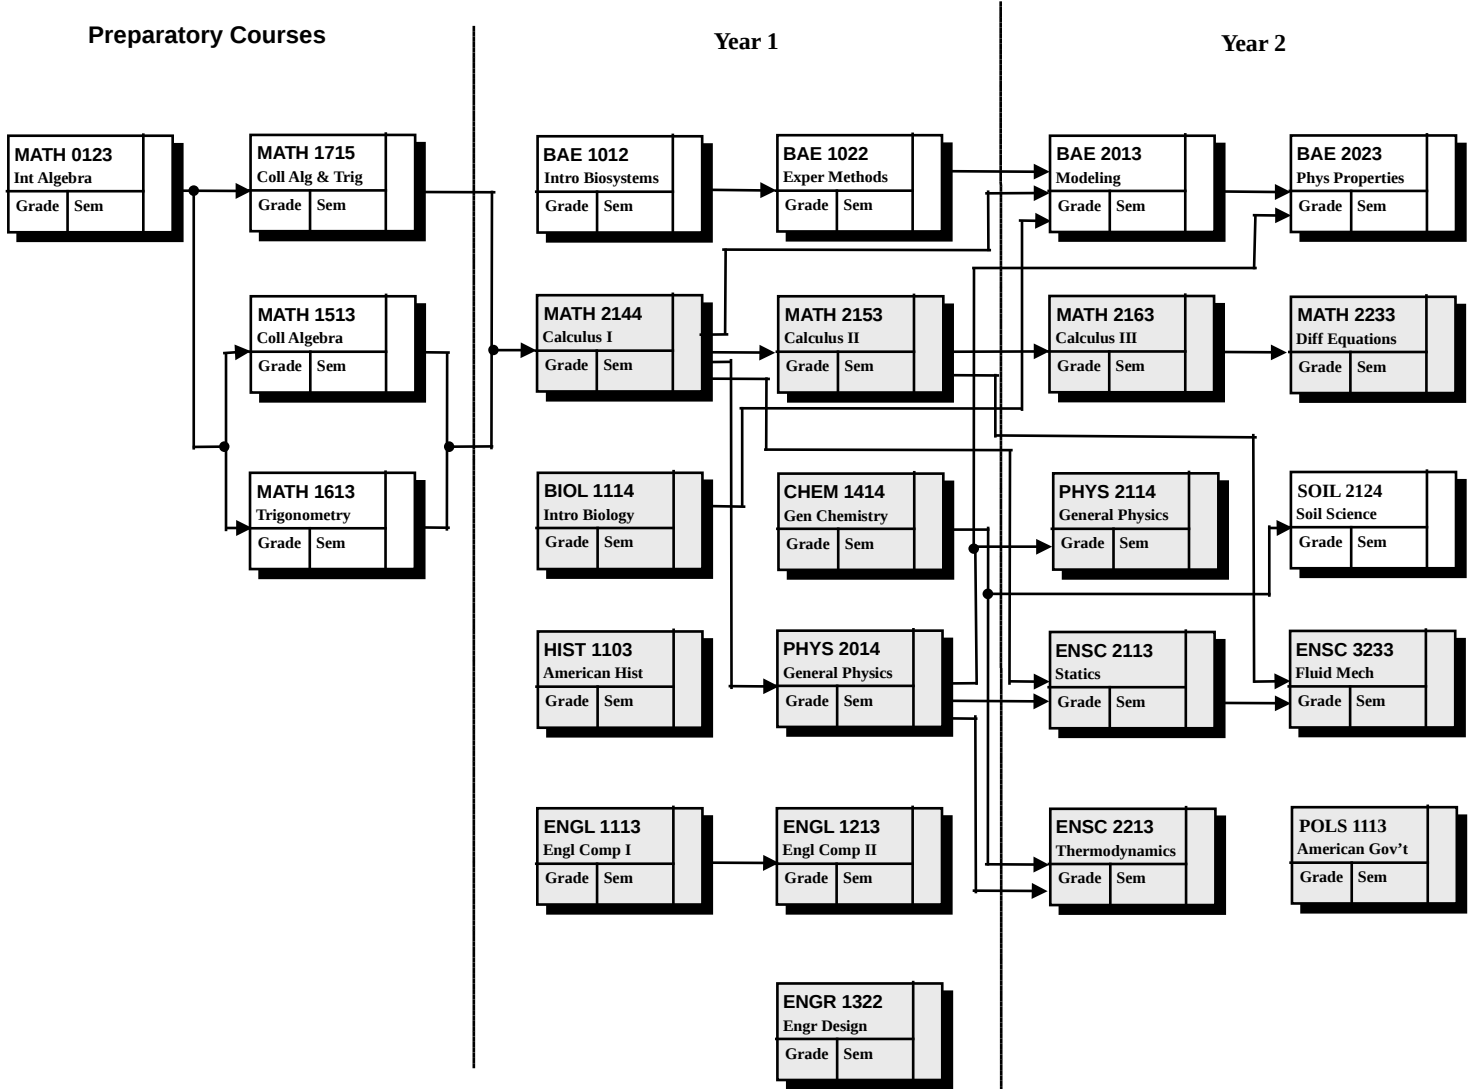 Preparatory Courses
Year 1
Year 2
MATH 0123
Int Algebra
Grade Sem
MATH 1715
Coll Alg & Trig
Grade Sem
BAE 1012
Intro Biosystems
Grade Sem
BAE 1022
Exper Methods
Grade Sem
BAE 2013
Modeling
Grade Sem
BAE 2023
Phys Properties
Grade Sem
MATH 1513
Coll Algebra
Grade Sem
MATH 2144
Calculus I
Grade Sem
MATH 2153
Calculus II
Grade Sem
MATH 2163
Calculus III
Grade Sem
MATH 2233
Diff Equations
Grade Sem
MATH 1613
Trigonometry
Grade Sem
BIOL 1114
Intro Biology
Grade Sem
CHEM 1414
Gen Chemistry
Grade Sem
PHYS 2114
General Physics
Grade Sem
SOIL 2124
Soil Science
Grade Sem
HIST 1103
American Hist
Grade Sem
PHYS 2014
General Physics
Grade Sem
ENSC 2113
Statics
Grade Sem
ENSC 3233
Fluid Mech
Grade Sem
ENGL 1113
Engl Comp I
Grade Sem
ENGL 1213
Engl Comp II
Grade Sem
ENSC 2213
Thermodynamics
Grade Sem
POLS 1113
American Gov’t
Grade Sem
ENGR 1322
Engr Design
Grade Sem